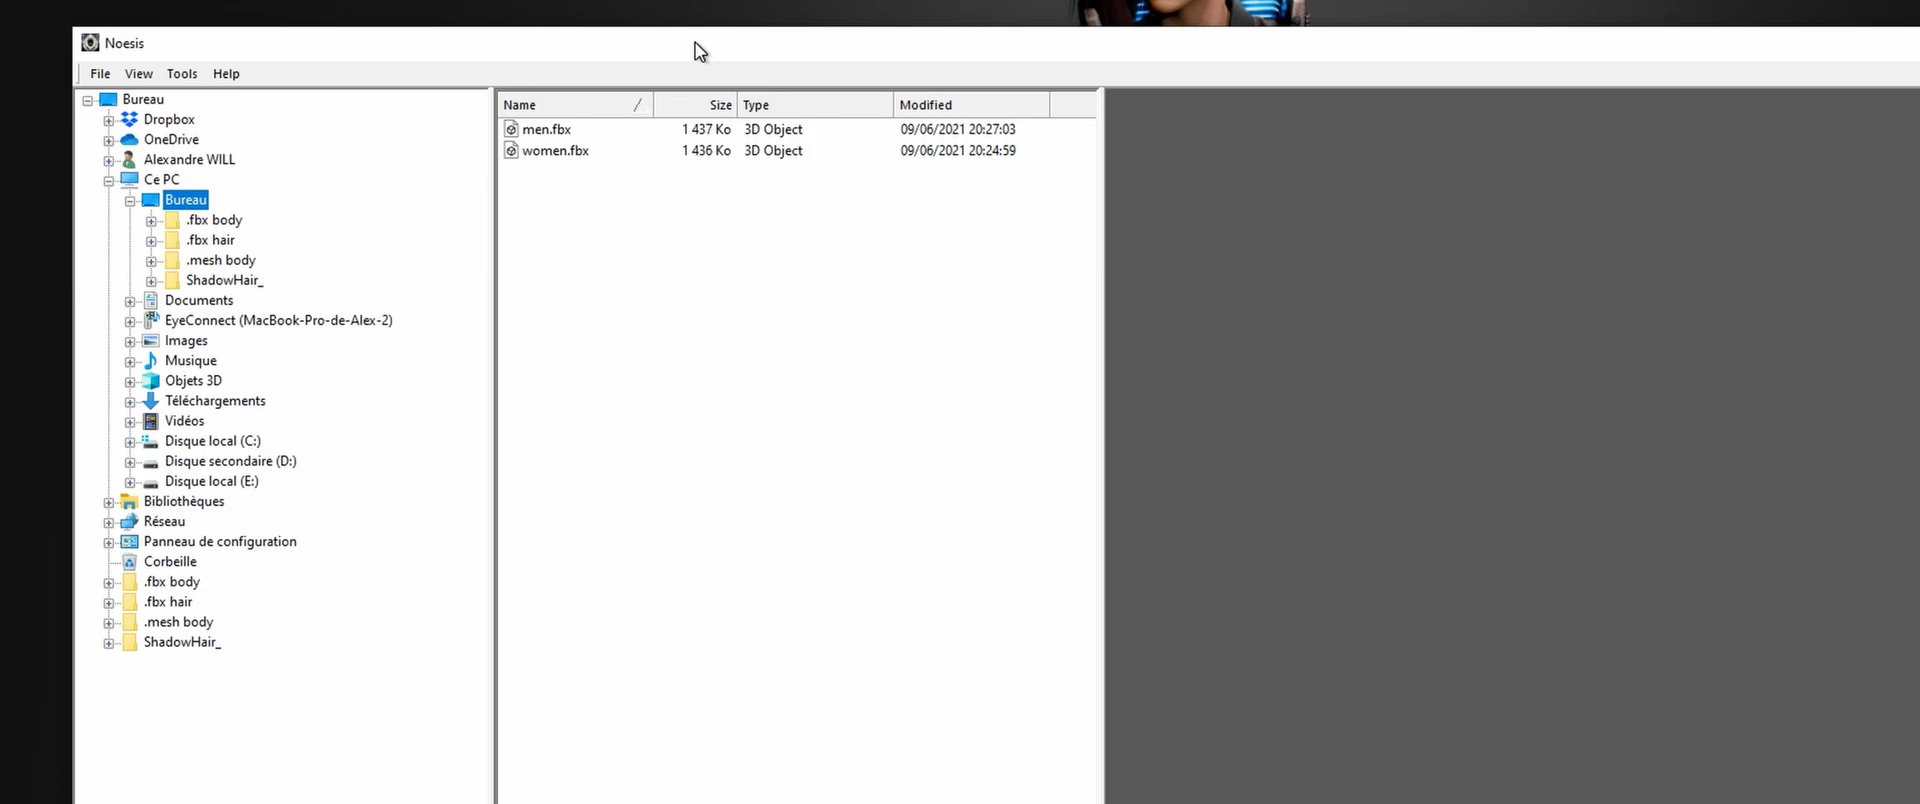 Noesis
File View Tools Help
Bureau
Dropbox
OneDrive
Alexandre WILL
Ce PC
Bureau
.fbx body
.fbx hair
.mesh body
ShadowHair_
Documents
EyeConnect (MacBook-Pro-de-Alex-2)
Images
Musique
Objets 3D
Téléchargements
Vidéos
Disque local (C:)
Disque secondaire (D:)
Disque local (E:)
Bibliothèques
Réseau
Panneau de configuration
Corbeille
.fbx body
.fbx hair
.mesh body
ShadowHair_
Name Size Type Modified
men.fbx 1 437 Ko 3D Object 09/06/2021 20:27:03
women.fbx 1 436 Ko 3D Object 09/06/2021 20:24:59